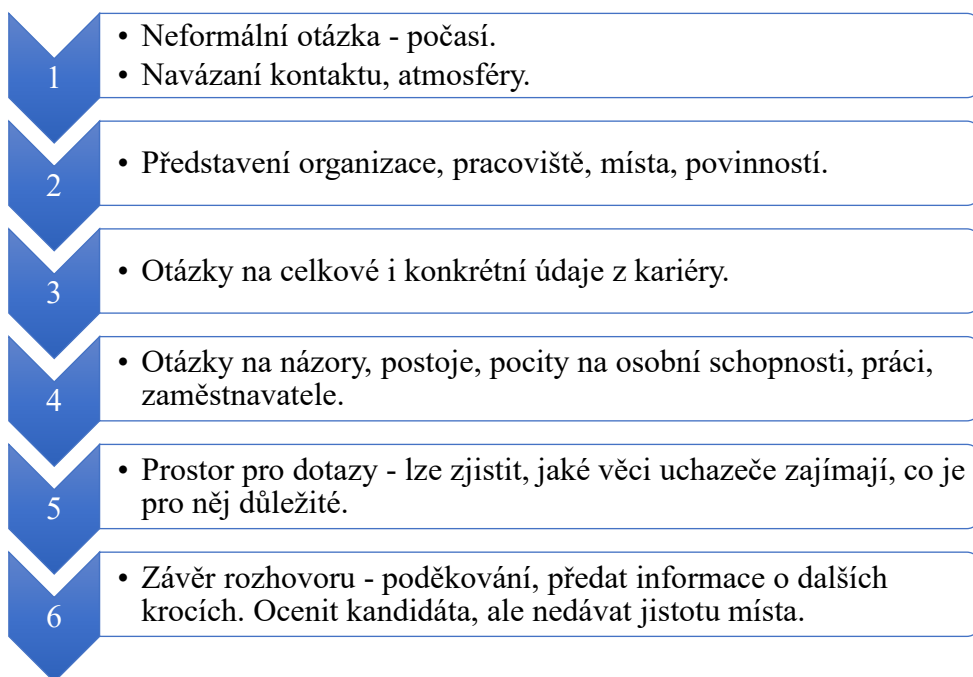 1
• Neformální otázka - počasí.
• Navázaní kontaktu, atmosféry.
2
• Představení organizace, pracoviště, místa, povinností.
3
• Otázky na celkové i konkrétní údaje z kariéry.
4
• Otázky na názory, postoje, pocity na osobní schopnosti, práci,
zaměstnavatele.
5
• Prostor pro dotazy - lze zjistit, jaké věci uchazeče zajímají, co je
pro něj důležité.
6
• Závěr rozhovoru - poděkování, předat informace o dalších
krocích. Ocenit kandidáta, ale nedávat jistotu místa.